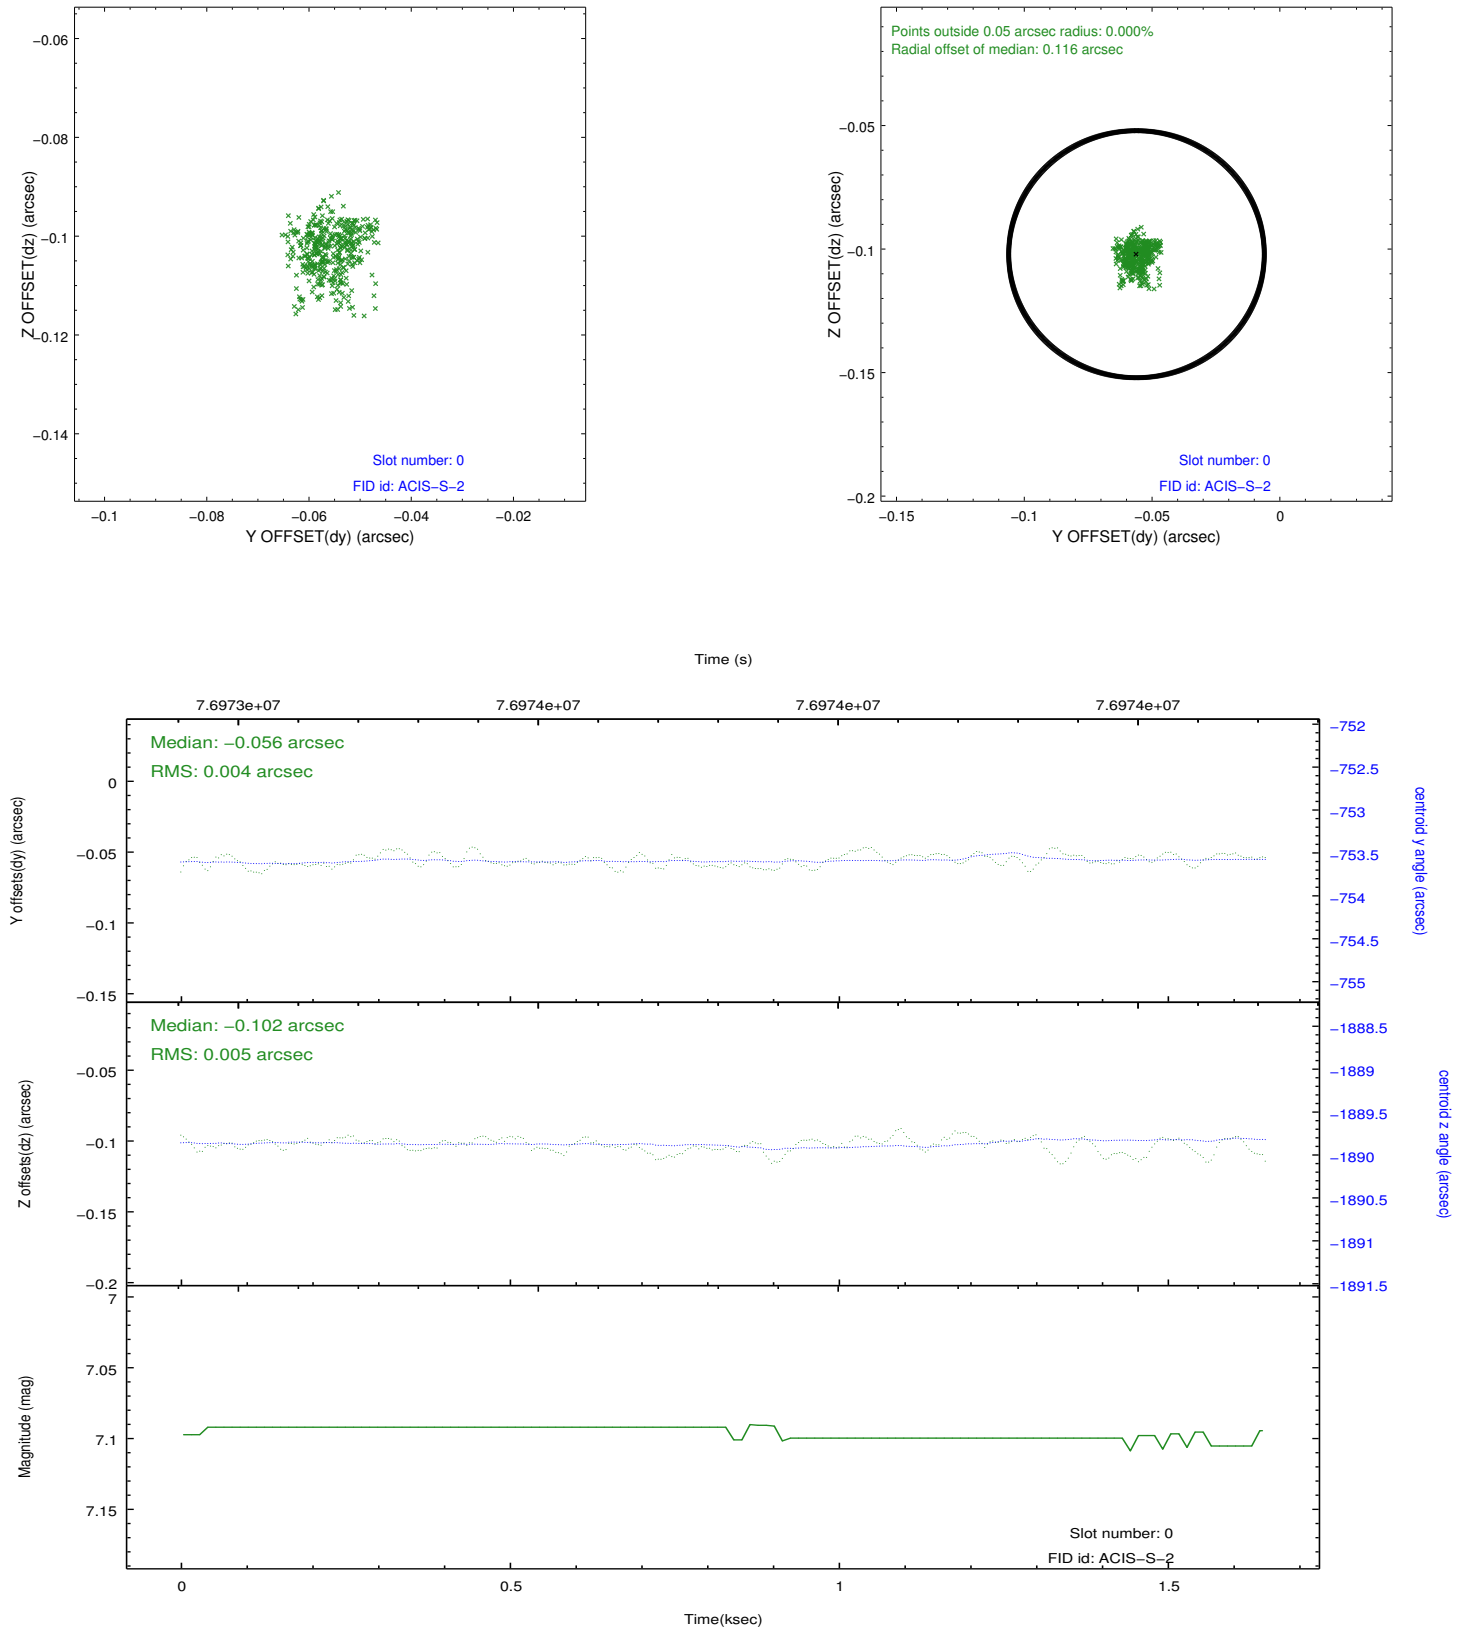 −0.06
−0.08
−0.1
−0.12
−0.14
Z OFFSET(dz) (arcsec)
Slot number: 0
FID id: ACIS−S−2
−0.1
−0.08
−0.06
−0.04
−0.02
Y OFFSET(dy) (arcsec)
Points outside 0.05 arcsec radius: 0.000%
Radial offset of median: 0.116 arcsec
−0.05
−0.1
−0.15
−0.2
Z OFFSET(dz) (arcsec)
Slot number: 0
FID id: ACIS−S−2
−0.15
−0.1
−0.05
0
Y OFFSET(dy) (arcsec)
Time (s)
7.6973e+07
7.6974e+07
7.6974e+07
7.6974e+07
Median: −0.056 arcsec
RMS: 0.004 arcsec
0
−0.05
−0.1
−0.15
Y offsets(dy) (arcsec)
−752
−752.5
−753
−753.5
−754
−754.5
−755
centroid y angle (arcsec)
Median: −0.102 arcsec
RMS: 0.005 arcsec
−0.05
−0.1
−0.15
−0.2
Z offsets(dz) (arcsec)
−1888.5
−1889
−1889.5
−1890
−1890.5
−1891
−1891.5
centroid z angle (arcsec)
7
7.05
7.1
7.15
Magnitude (mag)
Slot number: 0
FID id: ACIS−S−2
0
0.5
1
1.5
Time(ksec)